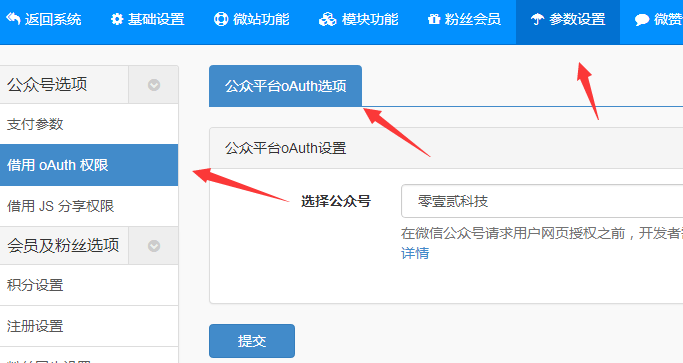 返回系统 基础设置 微站功能 模块功能 粉丝会员 参数设置 微赞
公众号选项
支付参数
借用 oAuth 权限
借用 JS 分享权限
会员及粉丝选项
积分设置
注册设置
公众平台oAuth选项
公众平台oAuth设置
选择公众号 零壹贰科技
在微信公众号请求用户网页授权之前，开发者
详情
提交